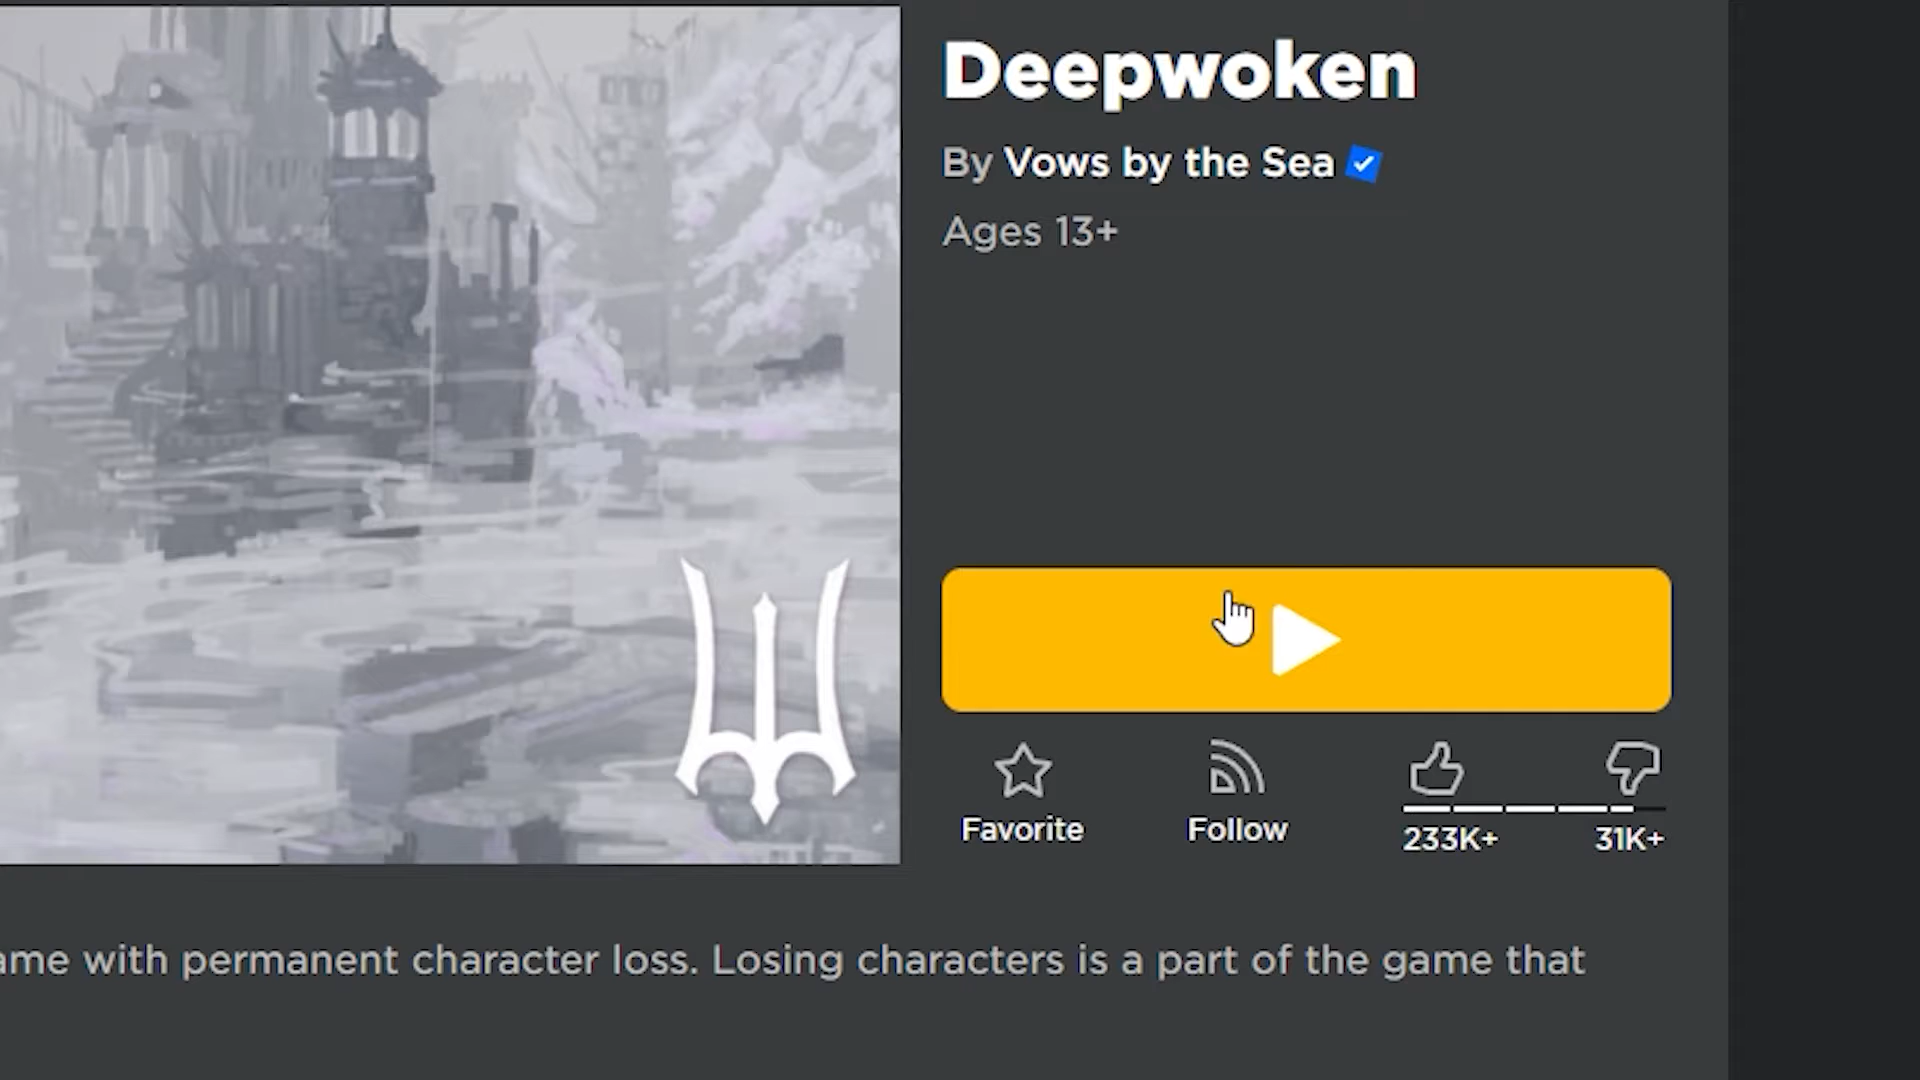 Deepwoken
By Vows by the Sea
Ages 13+
Favorite
Follow
233K+
31K+
ame with permanent character loss. Losing characters is a part of the game that